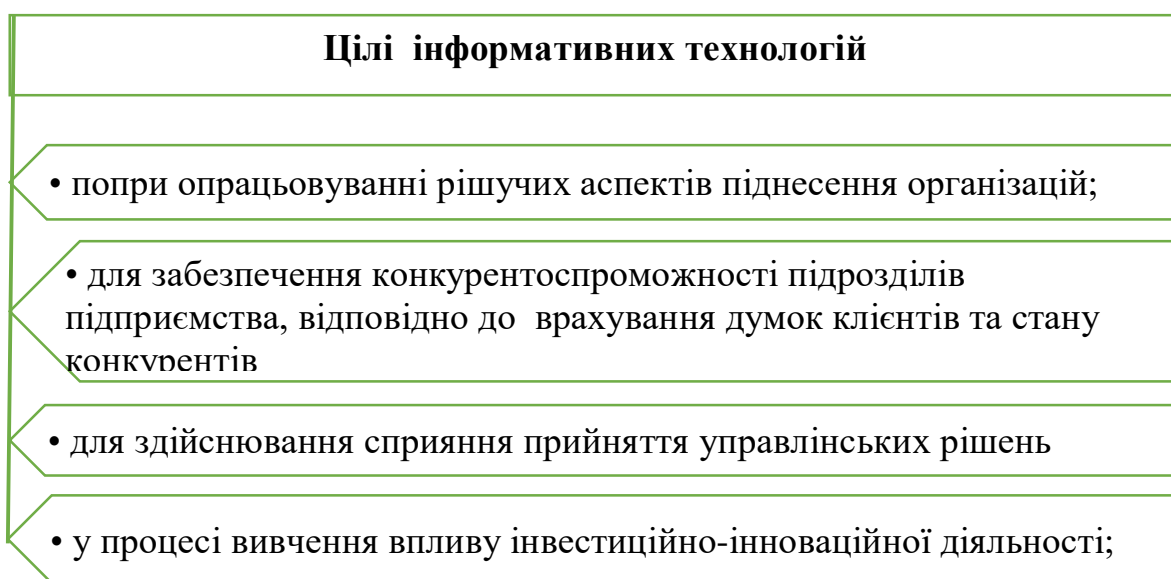 Цілі інформативних технологій
• попри опрацьовуванні рішучих аспектів піднесення організацій;
• для забезпечення конкурентоспроможності підрозділів
підприємства, відповідно до врахування думок клієнтів та стану
конкурентів
• для здійснювання сприяння прийняття управлінських рішень
• у процесі вивчення впливу інвестиційно-інноваційної діяльності;